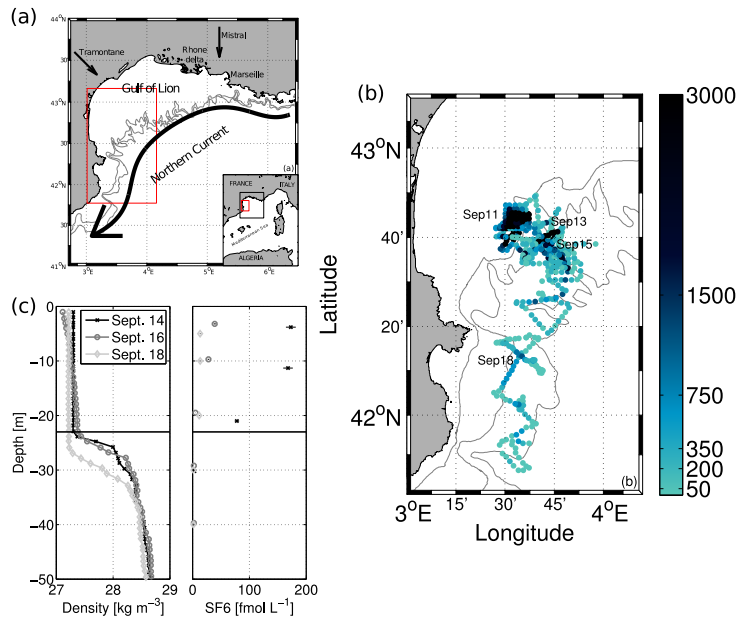 (a)
44°N
30'
43°N
30'
42°N
30'
41°N
Tramontane
Rhone
delta
Mistral
Marseille
Gulf of Lion
Northern Current
(a)
FRANCE
ITALY
Mediterranean Sea
ALGERIA
2°E
3°E
4°E
5°E
6°E
(b)
43°N
40'
20'
42°N
Latitude
Sep11
Sep13
Sep15
Sep18
(b)
3°E
15'
30'
45'
4°E
Longitude
3000
1500
750
350
200
50
(c)
0
-10
-20
-30
-40
-50
Depth [m]
Sept. 14
Sept. 16
Sept. 18
27
28
29
Density [kg m⁻³]
0
100
200
SF6 [fmol L⁻¹]